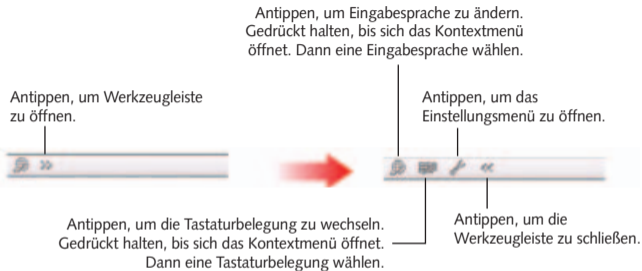 Antippen, um Eingabesprache zu ändern.
Gedrückt halten, bis sich das Kontextmenü
öffnet. Dann eine Eingabesprache wählen.
Antippen, um Werkzeugleiste
zu öffnen.
Antippen, um das
Einstellungsmenü zu öffnen.
Antippen, um die Tastaturbelegung zu wechseln.
Gedrückt halten, bis sich das Kontextmenü öffnet.
Dann eine Tastaturbelegung wählen.
Antippen, um die
Werkzeugleiste zu schließen.